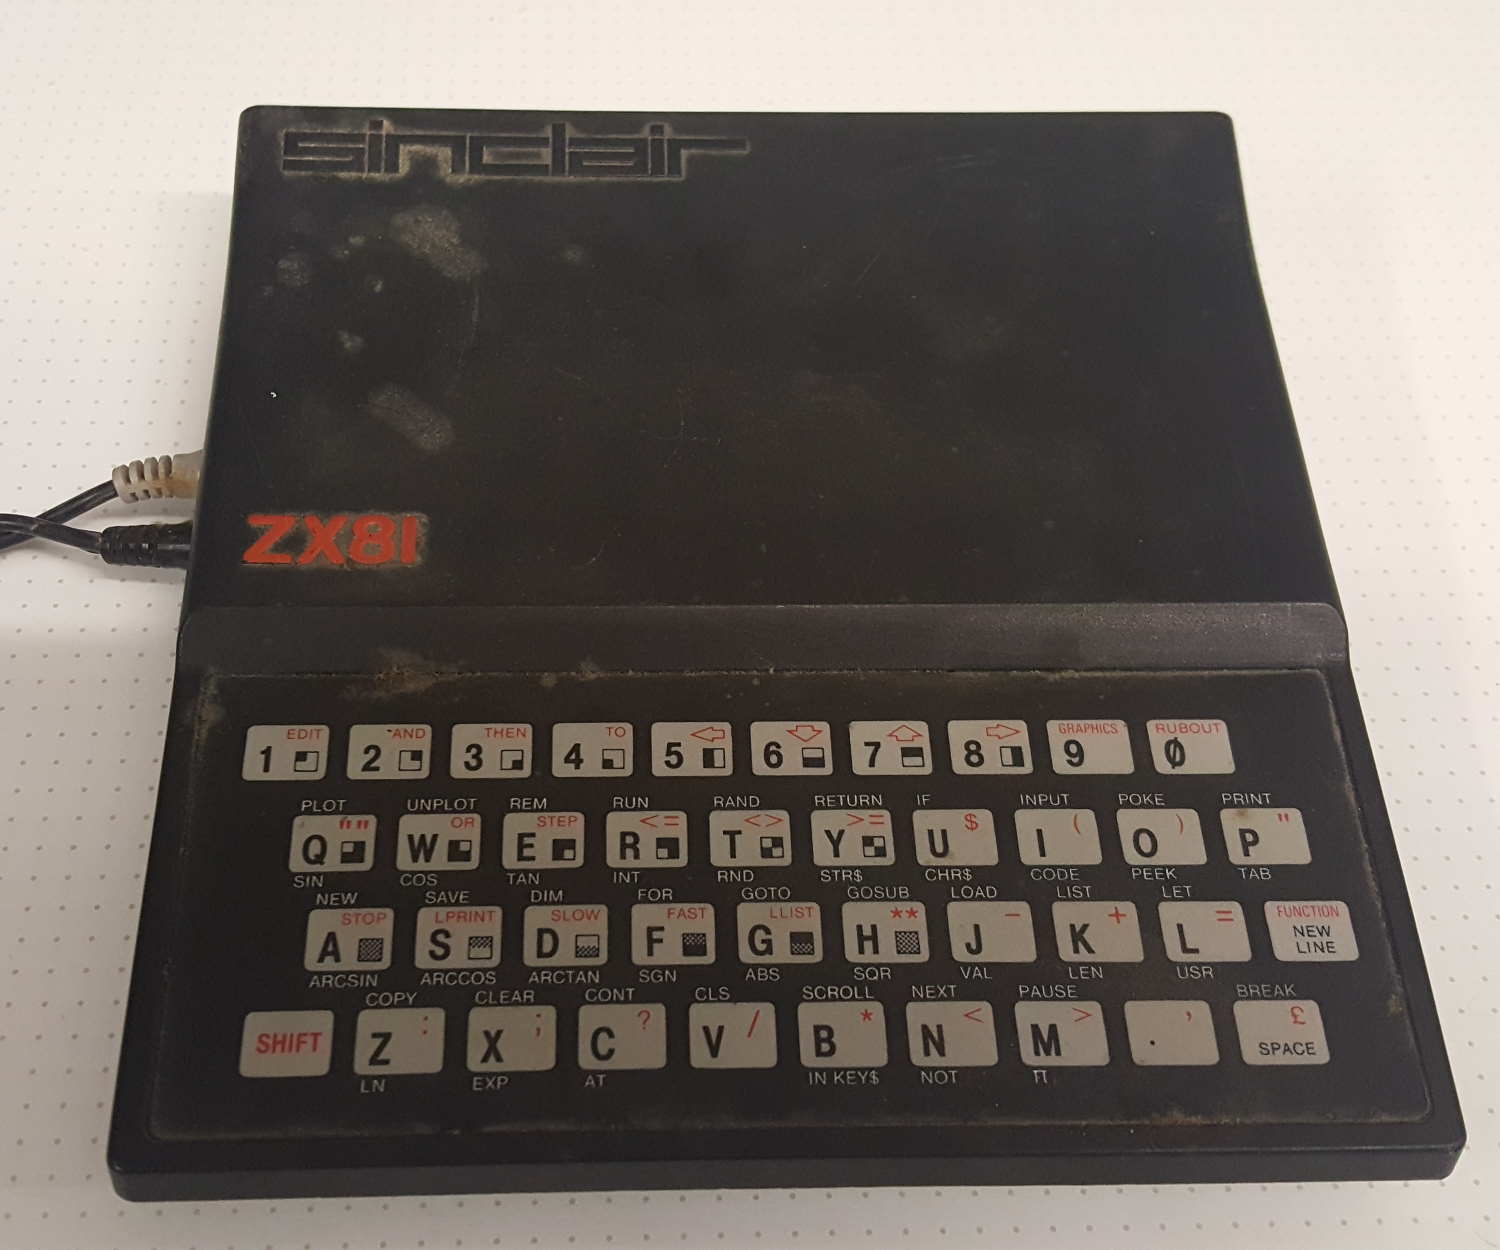 sinclair
ZX81
EDIT AND THEN TO GRAPHICS RUBOUT
1 2 3 4 5 6 7 8 9 0
PLOT UNPLOT REM RUN RAND RETURN IF INPUT POKE PRINT
"" OR STEP <= <> >= $ ( ) "
Q W E R T Y U I O P
SIN COS TAN INT RND STR$ CHR$ CODE PEEK TAB
NEW SAVE DIM FOR GOTO GOSUB LOAD LIST LET
STOP LPRINT SLOW FAST LLIST ** - + = FUNCTION
A S D F G H J K L NEW
LINE
ARCSIN ARCCOS ARCTAN SGN ABS SQR VAL LEN USR
COPY CLEAR CONT CLS SCROLL NEXT PAUSE BREAK
: ; ? / * < > , £
SHIFT Z X C V B N M . SPACE
LN EXP AT IN KEY$ NOT π